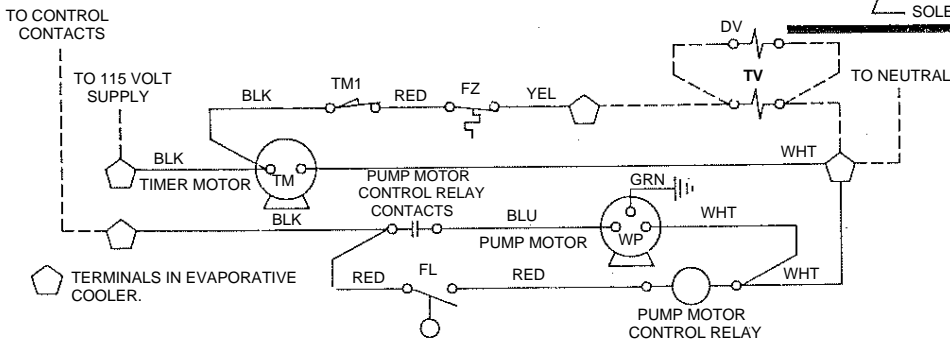 TO CONTROL
CONTACTS
SOLE
DV
TO 115 VOLT
SUPPLY
TM1
FZ
TV
TO NEUTRAL
BLK
RED
YEL
BLK
WHT
TIMER MOTOR
TM
PUMP MOTOR
CONTROL RELAY
CONTACTS
GRN
BLK
BLU
WHT
PUMP MOTOR
WP
TERMINALS IN EVAPORATIVE
COOLER.
RED
FL
RED
WHT
PUMP MOTOR
CONTROL RELAY